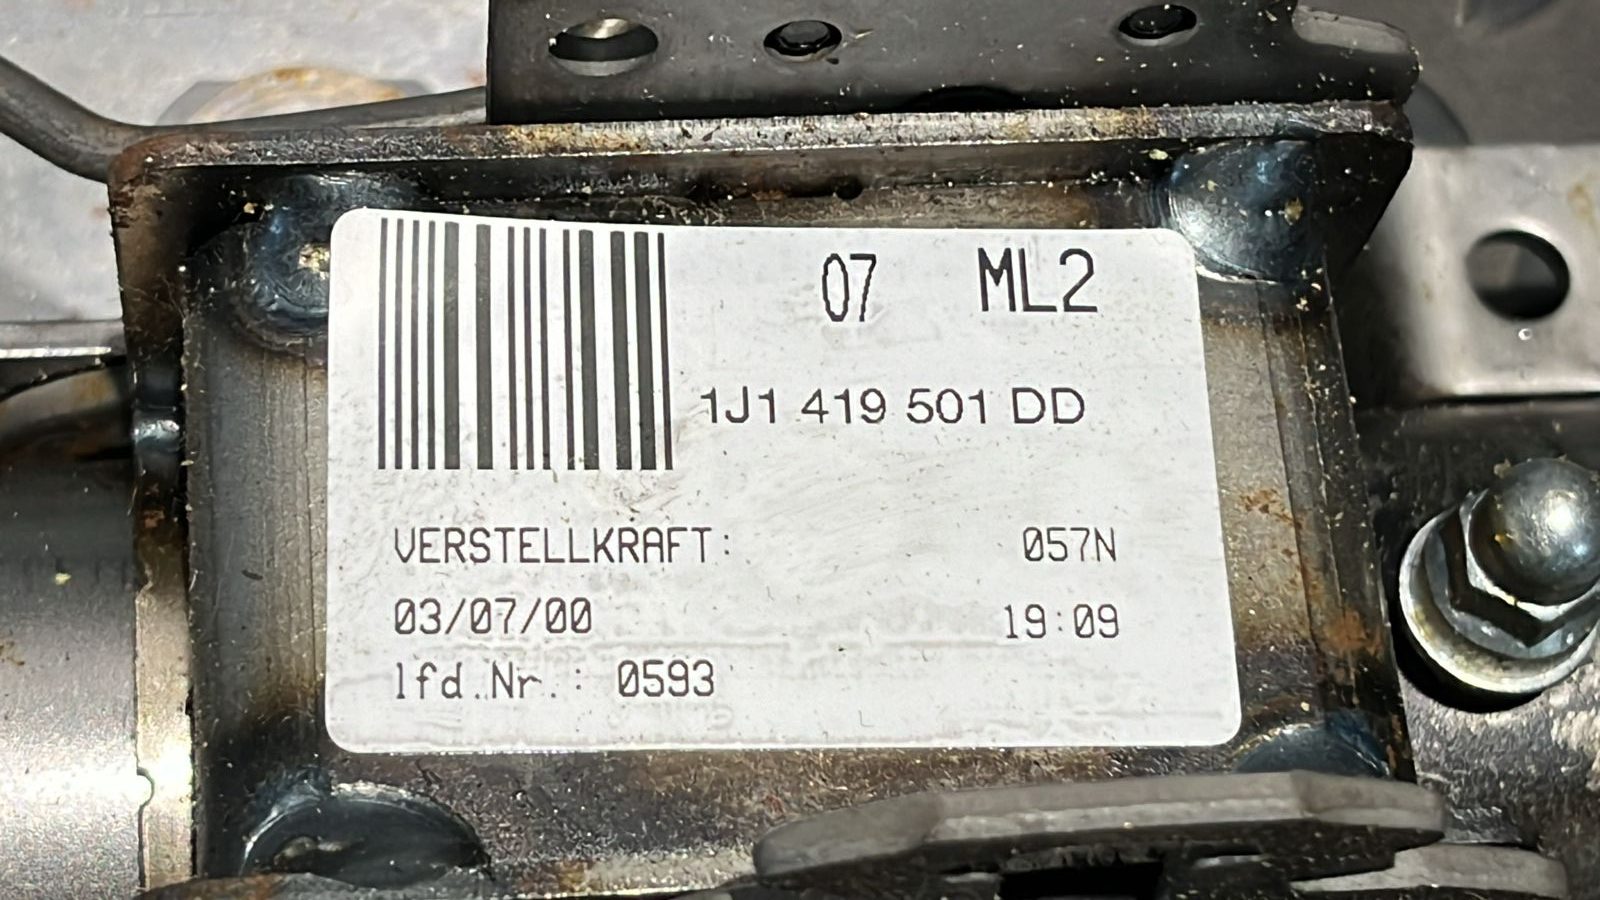 07 ML2
1J1 419 501 DD
VERSTELLKRAFT: 057N
03/07/00 19:09
lfd.Nr.: 0593